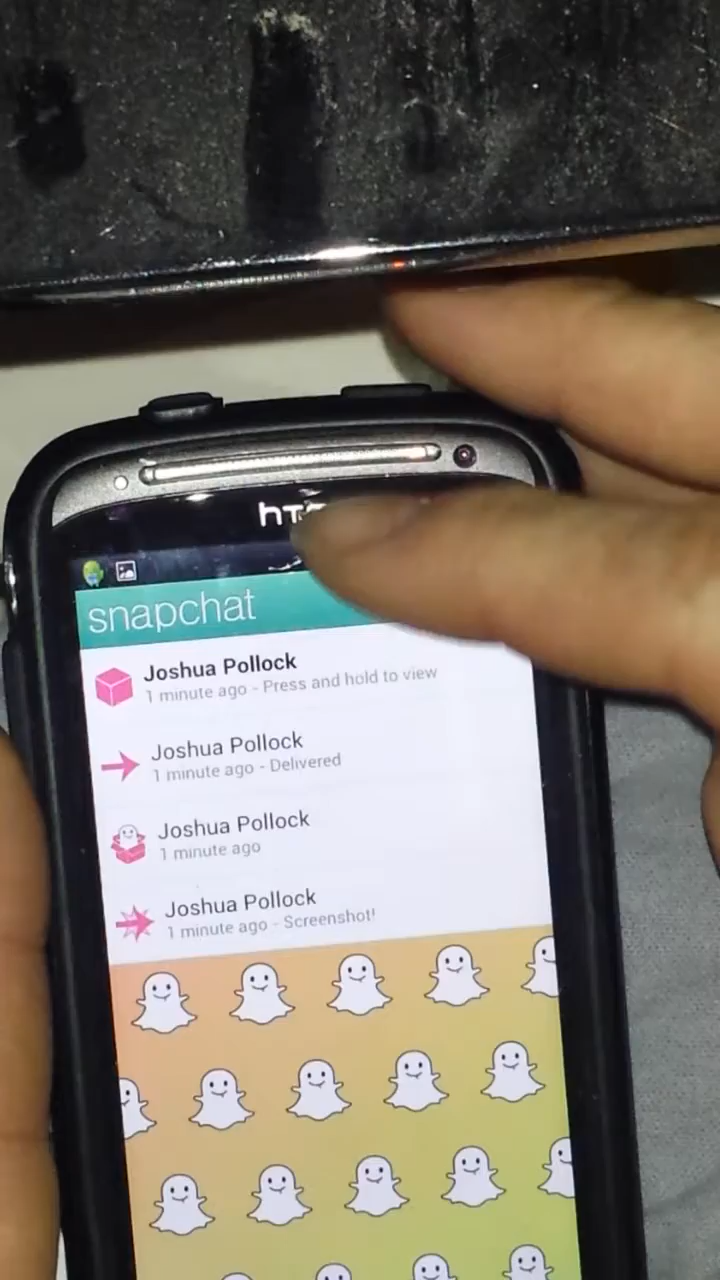 snapchat
Joshua Pollock
1 minute ago - Press and hold to view
Joshua Pollock
1 minute ago - Delivered
Joshua Pollock
1 minute ago
Joshua Pollock
1 minute ago - Screenshot!